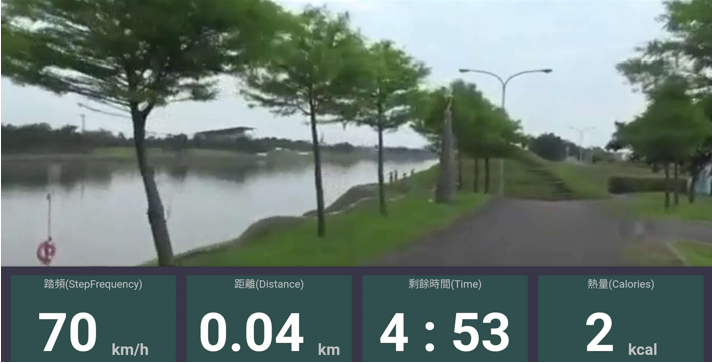 踏頻(StepFrequency)
70 km/h
距離(Distance)
0.04 km
剩餘時間(Time)
4 : 53
熱量(Calories)
2 kcal